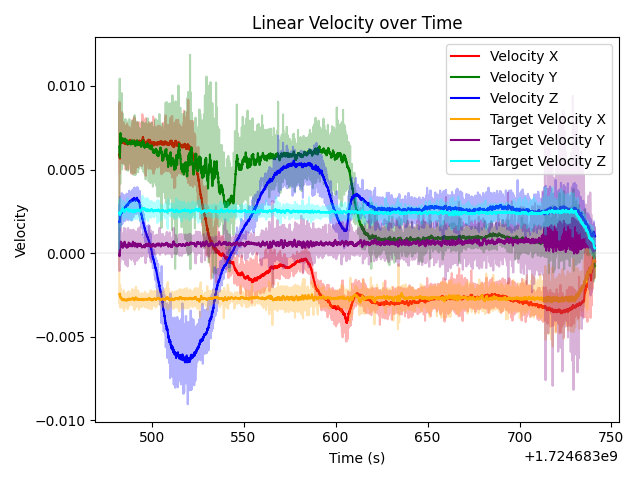 Linear Velocity over Time
Velocity X
Velocity Y
Velocity Z
Target Velocity X
Target Velocity Y
Target Velocity Z
Velocity
0.010
0.005
0.000
−0.005
−0.010
500
550
600
650
700
750
Time (s)
+1.724683e9